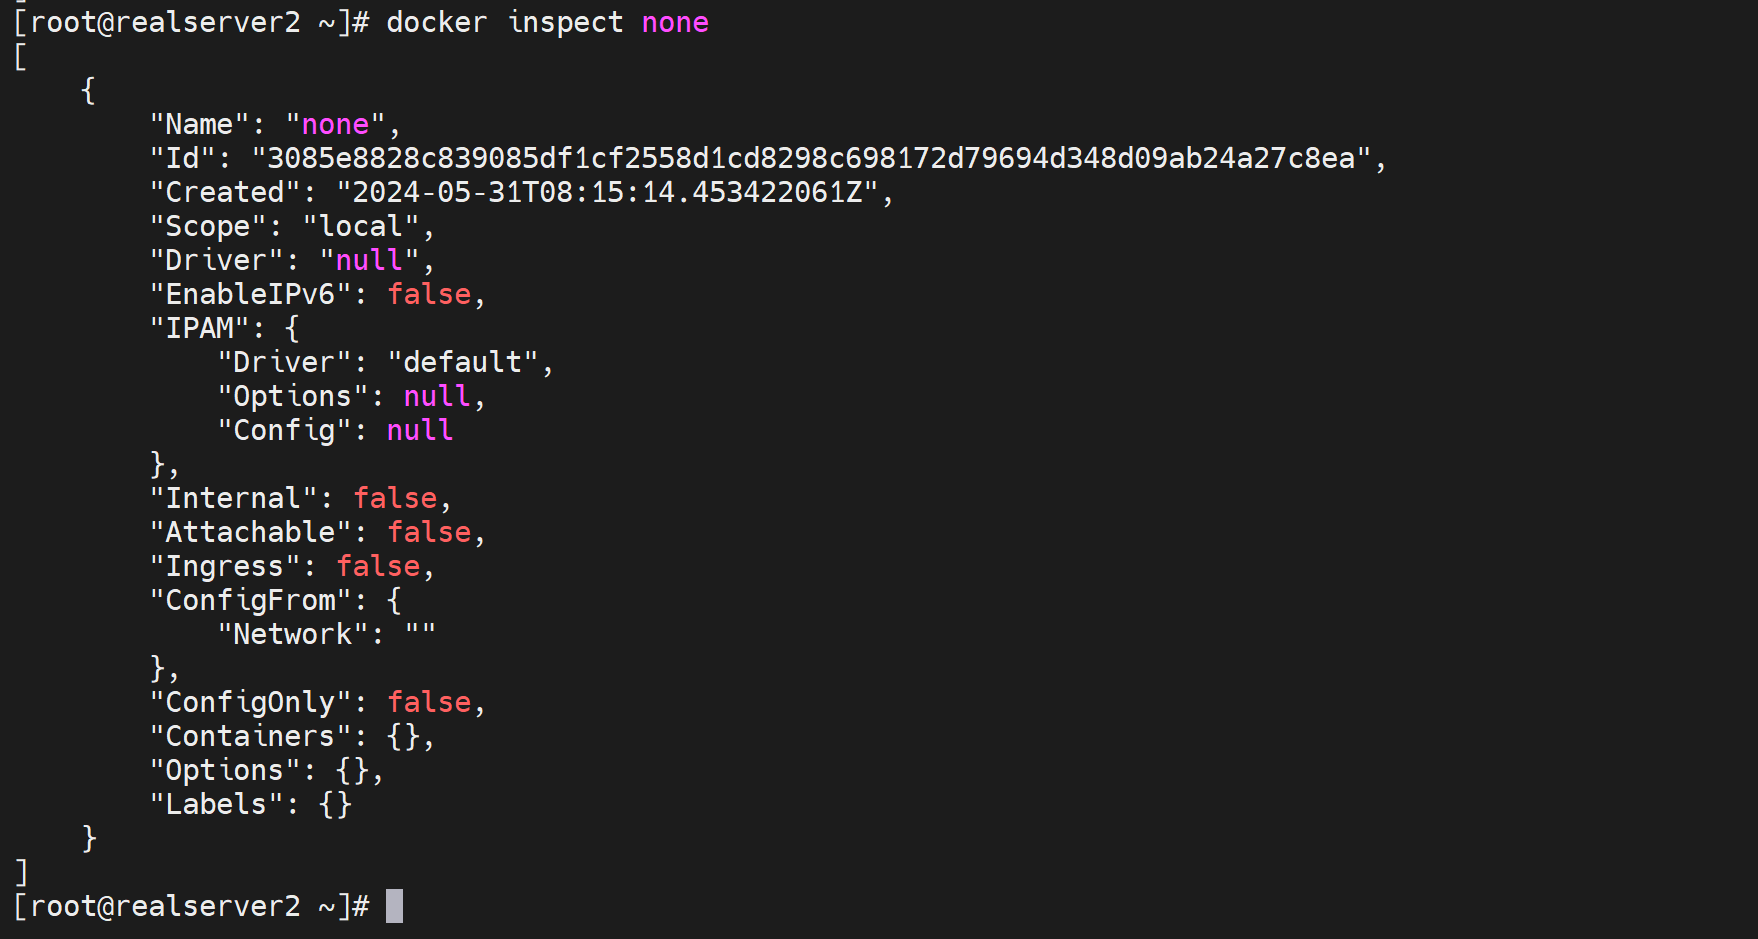 [root@realserver2 ~]# docker inspect none
[
    {
        "Name": "none",
        "Id": "3085e8828c839085df1cf2558d1cd8298c698172d79694d348d09ab24a27c8ea",
        "Created": "2024-05-31T08:15:14.453422061Z",
        "Scope": "local",
        "Driver": "null",
        "EnableIPv6": false,
        "IPAM": {
            "Driver": "default",
            "Options": null,
            "Config": null
        },
        "Internal": false,
        "Attachable": false,
        "Ingress": false,
        "ConfigFrom": {
            "Network": ""
        },
        "ConfigOnly": false,
        "Containers": {},
        "Options": {},
        "Labels": {}
    }
]
[root@realserver2 ~]#